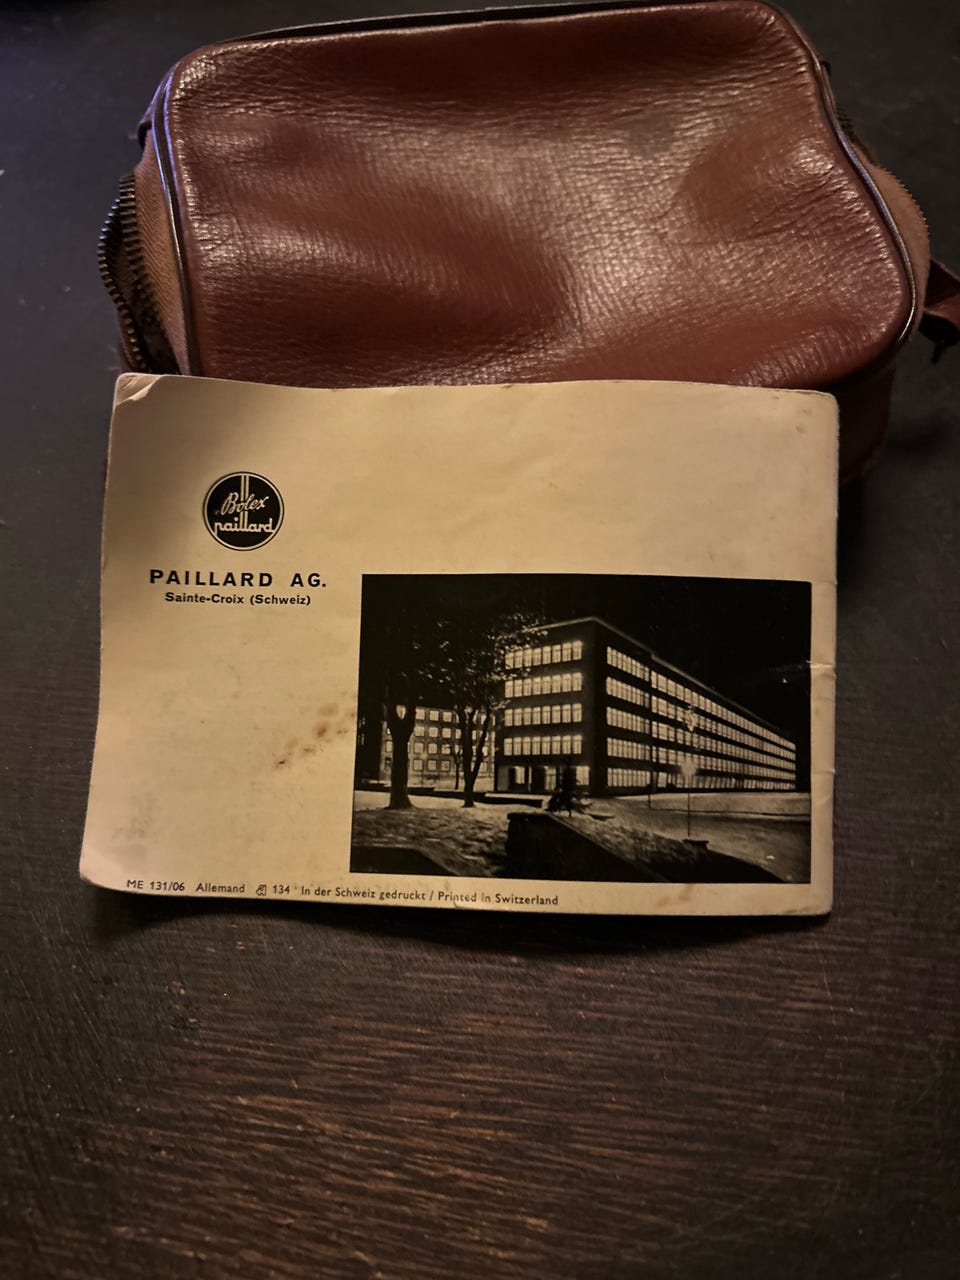 Bolex
paillard
PAILLARD AG.
Sainte-Croix (Schweiz)
ME 131/06 Allemand 134 In der Schweiz gedruckt / Printed in Switzerland